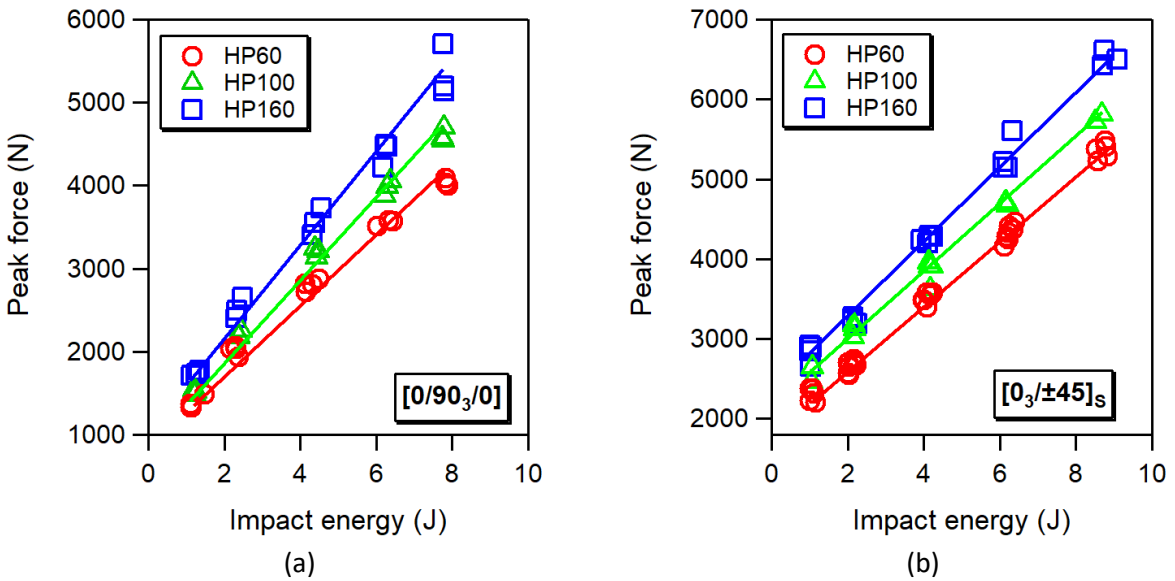 6000
5000
4000
3000
2000
1000
Peak force (N)
HP60
HP100
HP160
[0/90₃/0]
0 2 4 6 8 10
Impact energy (J)
(a)
7000
6000
5000
4000
3000
2000
Peak force (N)
HP60
HP100
HP160
[0₃/±45]ₛ
0 2 4 6 8 10
Impact energy (J)
(b)